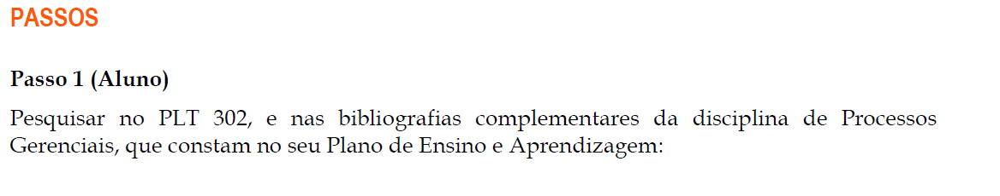 PASSOS
Passo 1 (Aluno)
Pesquisar no PLT 302, e nas bibliografias complementares da disciplina de Processos
Gerenciais, que constam no seu Plano de Ensino e Aprendizagem: